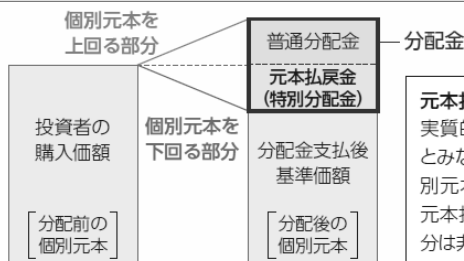 個別元本を
上回る部分
普通分配金
分配金
元本払戻金
(特別分配金)
投資者の
購入価額
個別元本を
下回る部分
分配金支払後
基準価額
分配前の
個別元本
分配後の
個別元本
元本
実質的
とみな
別元本
元本払
分は非